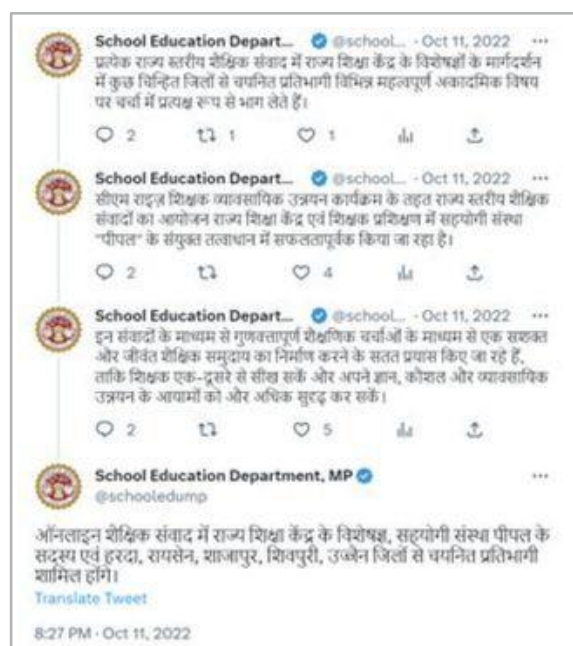 School Education Depart... @school... · Oct 11, 2022 ...
प्रत्येक राज्य स्तरीय शैक्षिक संवाद में राज्य शिक्षा केंद्र के विशेषज्ञों के मार्गदर्शन
में कुछ चिन्हित जिलों से चयनित प्रतिभागी विभिन्न महत्वपूर्ण अकादमिक विषय
पर चर्चा में प्रत्यक्ष रूप से भाग लेते हैं।
2 1 1
School Education Depart... @school... · Oct 11, 2022 ...
सीएम राइज़ शिक्षक व्यावसायिक उन्नयन कार्यक्रम के तहत राज्य स्तरीय शैक्षिक
संवादों का आयोजन राज्य शिक्षा केंद्र एवं शिक्षक प्रशिक्षण में सहयोगी संस्था
"पीपल" के संयुक्त तत्वाधान में सफलतापूर्वक किया जा रहा है।
2 4
School Education Depart... @school... · Oct 11, 2022 ...
इन संवादों के माध्यम से गुणवत्तापूर्ण शैक्षणिक चर्चाओं के माध्यम से एक सशक्त
और जीवंत शैक्षिक समुदाय का निर्माण करने के सतत प्रयास किए जा रहे हैं,
ताकि शिक्षक एक-दूसरे से सीख सकें और अपने ज्ञान, कौशल और व्यावसायिक
उन्नयन के आयामों को और अधिक सुदृढ़ कर सकें।
2 5
School Education Department, MP ...
@schooledump
ऑनलाइन शैक्षिक संवाद में राज्य शिक्षा केंद्र के विशेषज्ञ, सहयोगी संस्था पीपल के
सदस्य एवं हरदा, रायसेन, शाजापुर, शिवपुरी, उज्जेन जिलों से चयनित प्रतिभागी
शामिल होंगे।
Translate Tweet
8:27 PM · Oct 11, 2022